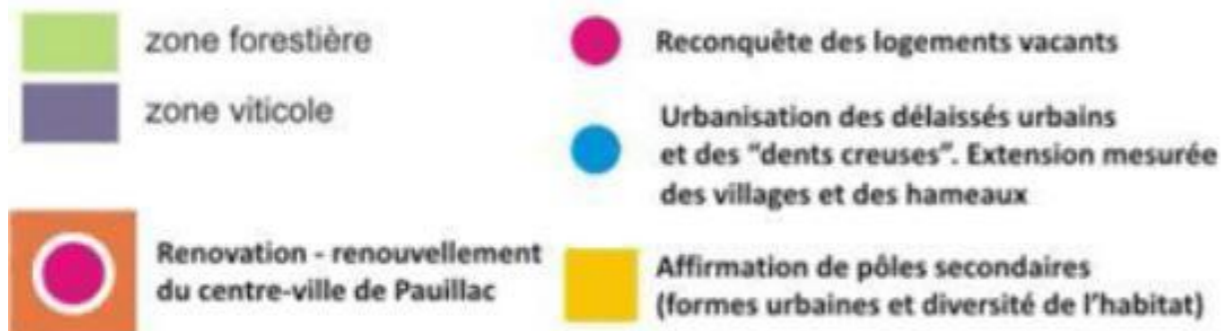 zone forestière
zone viticole
Renovation - renouvellement
du centre-ville de Pauillac
Reconquête des logements vacants
Urbanisation des délaissés urbains
et des "dents creuses". Extension mesurée
des villages et des hameaux
Affirmation de pôles secondaires
(formes urbaines et diversité de l'habitat)